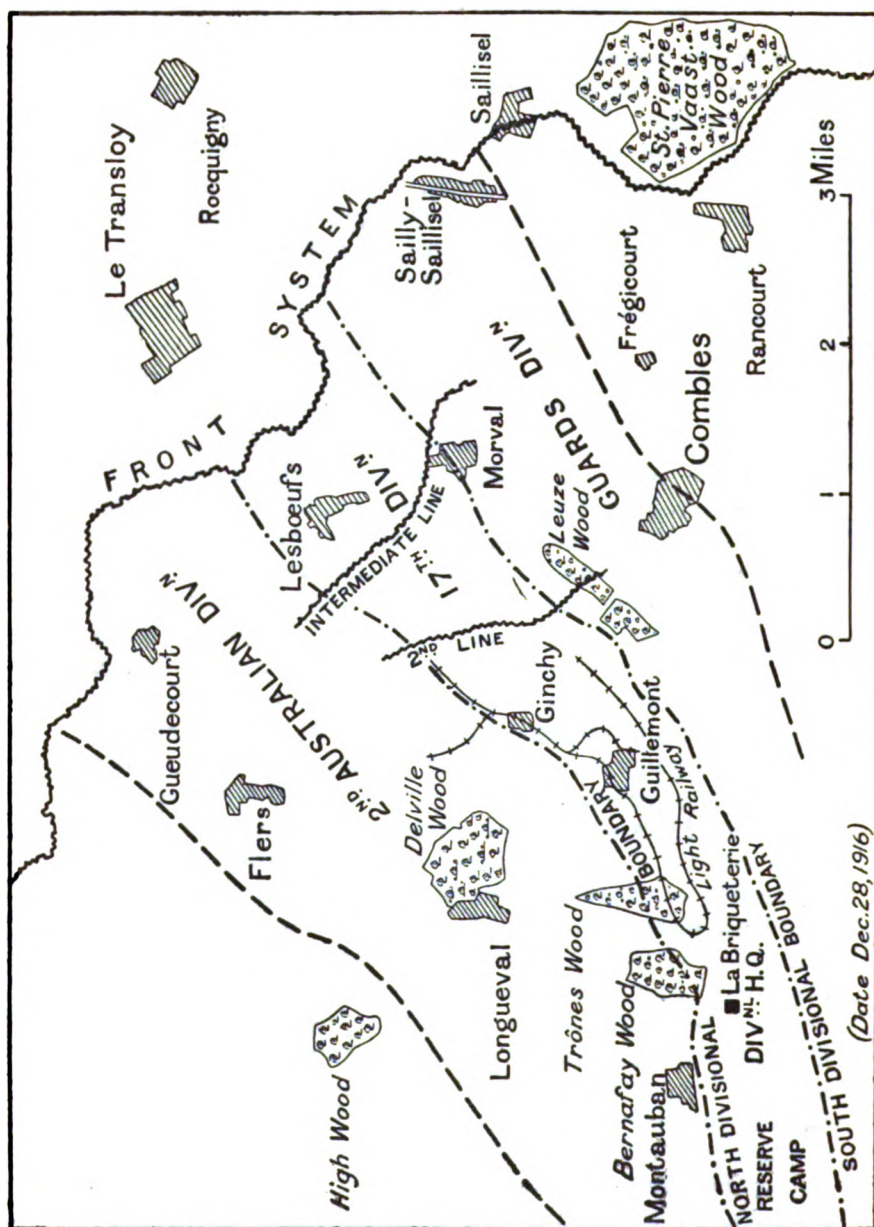 Le Transloy
Rocquigny
FRONT
SYSTEM
Gueudecourt
Flers
2ND AUSTRALIAN DIVN
Lesbœufs
Sailly-
Saillisel
Saillisel
St. Pierre
Vaast
Wood
INTERMEDIATE LINE
17TH DIVN
Morval
GUARDS DIVN
High Wood
Delville
Wood
Longueval
2ND LINE
Ginchy
Leuze
Wood
Combles
Frégicourt
Rancourt
Trônes Wood
Guillemont
Light Railway
Bernafay Wood
Montauban
NORTH DIVISIONAL BOUNDARY
La Briqueterie
DIVNL H.Q.
RESERVE
CAMP
SOUTH DIVISIONAL BOUNDARY
(Date Dec. 28, 1916)
0 1 2 3 Miles